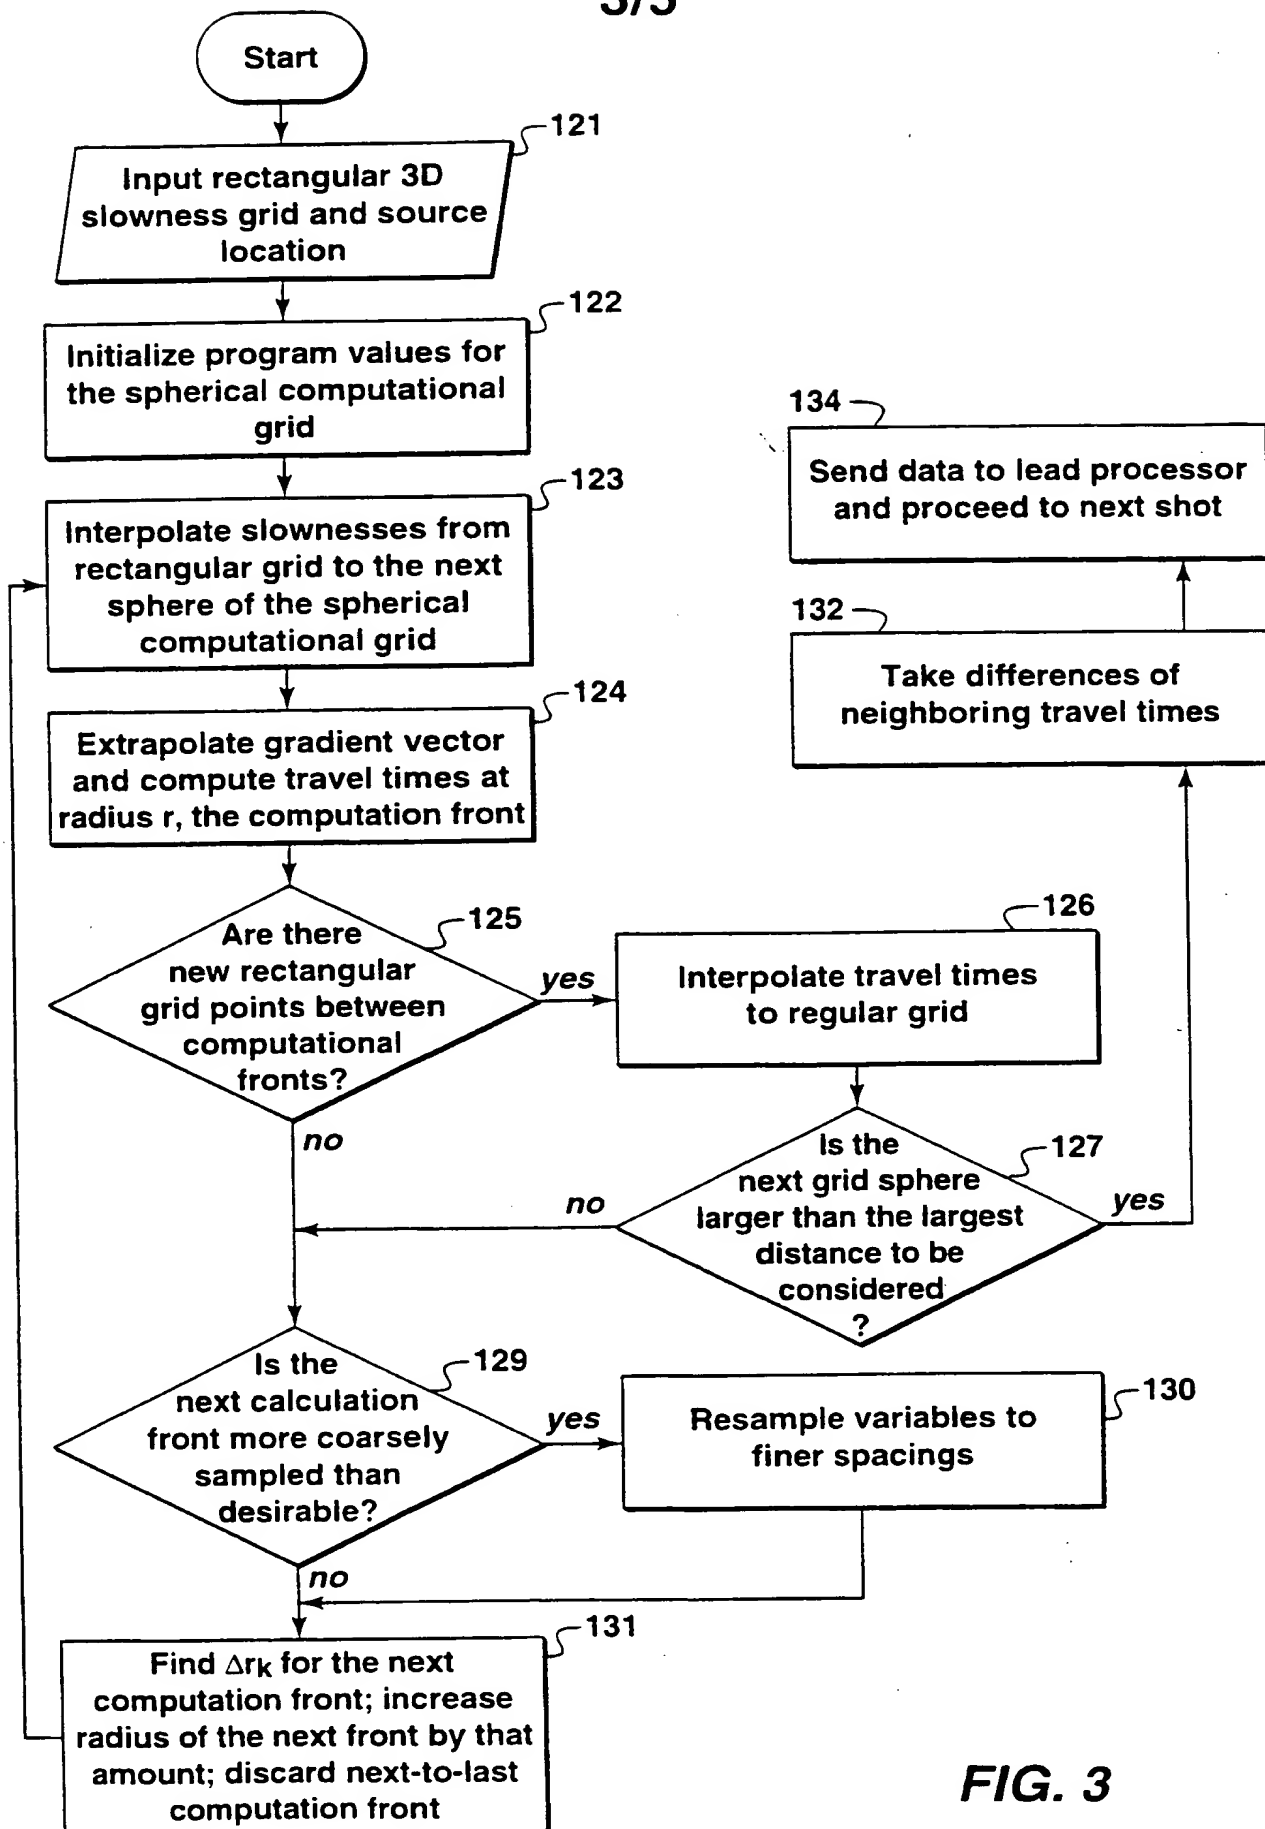 3/5
Start
121
Input rectangular 3D
slowness grid and source
location
122
Initialize program values for
the spherical computational
grid
123
Interpolate slownesses from
rectangular grid to the next
sphere of the spherical
computational grid
124
Extrapolate gradient vector
and compute travel times at
radius r, the computation front
125
Are there
new rectangular
grid points between
computational
fronts?
yes
no
126
Interpolate travel times
to regular grid
127
Is the
next grid sphere
larger than the largest
distance to be
considered
?
no
yes
134
Send data to lead processor
and proceed to next shot
132
Take differences of
neighboring travel times
129
Is the
next calculation
front more coarsely
sampled than
desirable?
yes
no
130
Resample variables to
finer spacings
131
Find Δrk for the next
computation front; increase
radius of the next front by that
amount; discard next-to-last
computation front
FIG. 3